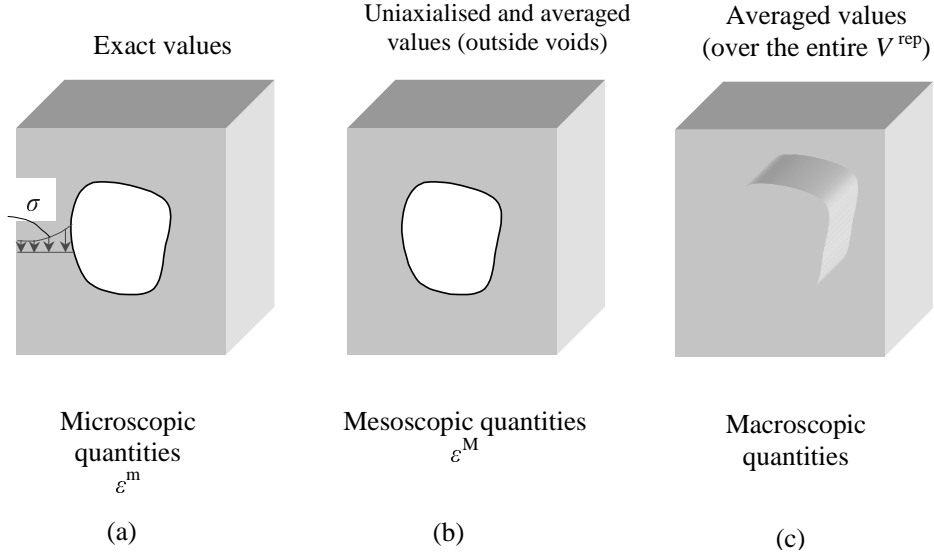 Exact values
σ
Microscopic
quantities
ε^m
(a)
Uniaxialised and averaged
values (outside voids)
Mesoscopic quantities
ε^M
(b)
Averaged values
(over the entire V^rep)
Macroscopic
quantities
(c)